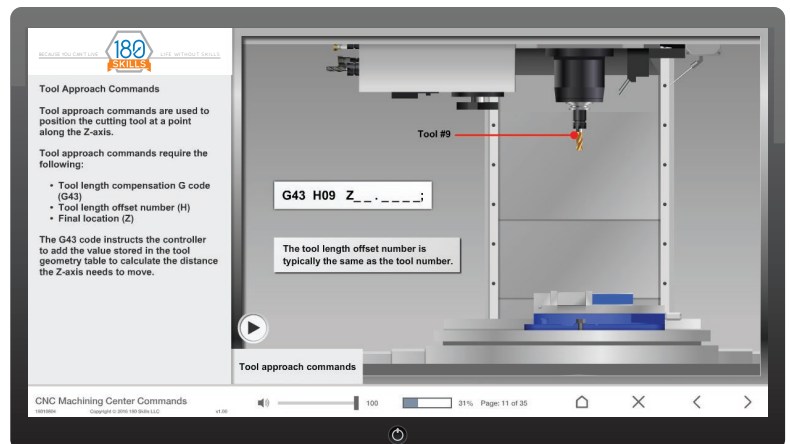 BECAUSE YOU CAN'T LIVE 180 LIFE WITHOUT SKILLS
SKILLS
Tool Approach Commands
Tool approach commands are used to
position the cutting tool at a point
along the Z-axis.
Tool approach commands require the
following:
• Tool length compensation G code
(G43)
• Tool length offset number (H)
• Final location (Z)
The G43 code instructs the controller
to add the value stored in the tool
geometry table to calculate the distance
the Z-axis needs to move.
Tool #9
G43 H09 Z_ _ . _ _ _ _;
The tool length offset number is
typically the same as the tool number.
Tool approach commands
CNC Machining Center Commands
Copyright © 2016 180 Skills LLC v1.00
100
31% Page: 11 of 35